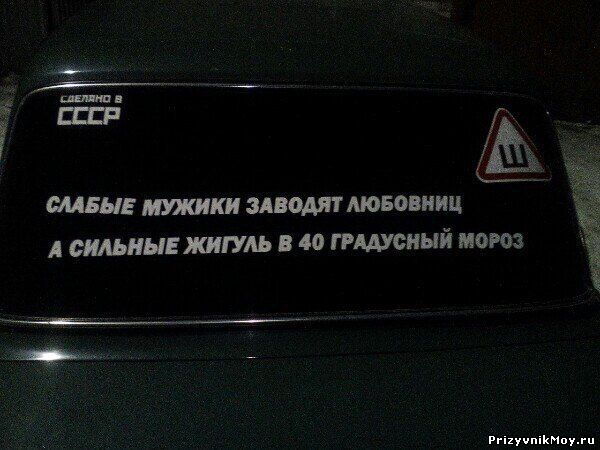 СДЕЛАНО В
СССР
Ш
СЛАБЫЕ МУЖИКИ ЗАВОДЯТ ЛЮБОВНИЦ
А СИЛЬНЫЕ ЖИГУЛЬ В 40 ГРАДУСНЫЙ МОРОЗ
PrizyvnikMoy.ru